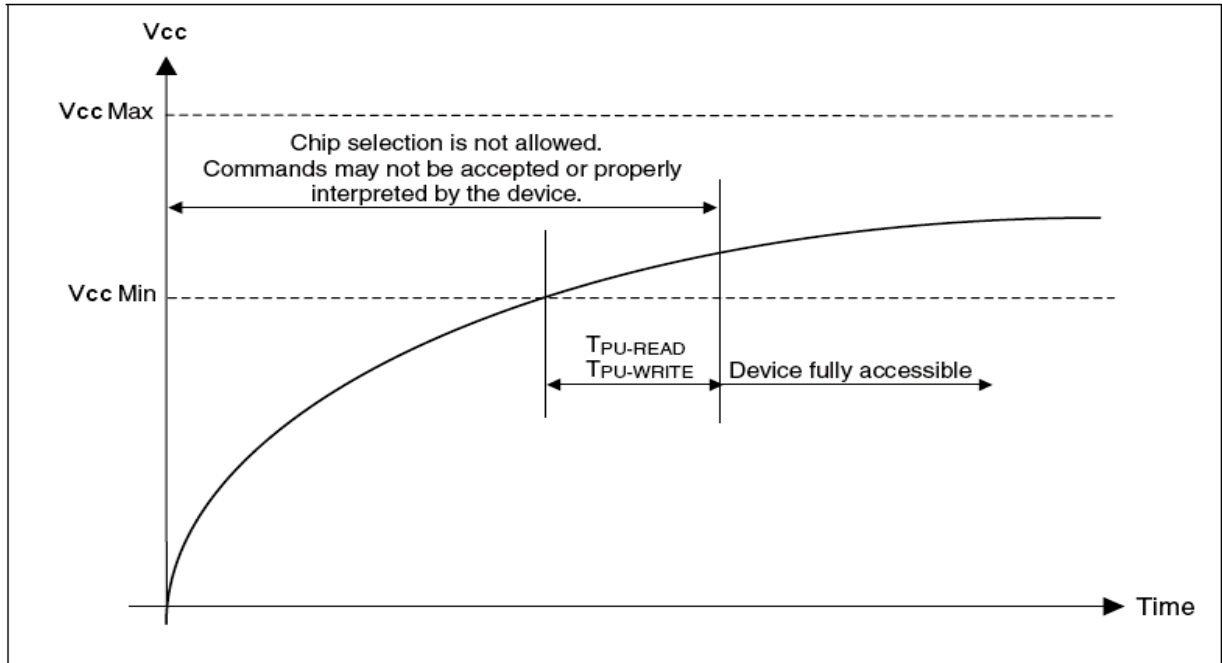 Vcc
Vcc Max
Chip selection is not allowed.
Commands may not be accepted or properly
interpreted by the device.
Vcc Min
TPU-READ
TPU-WRITE
Device fully accessible
Time